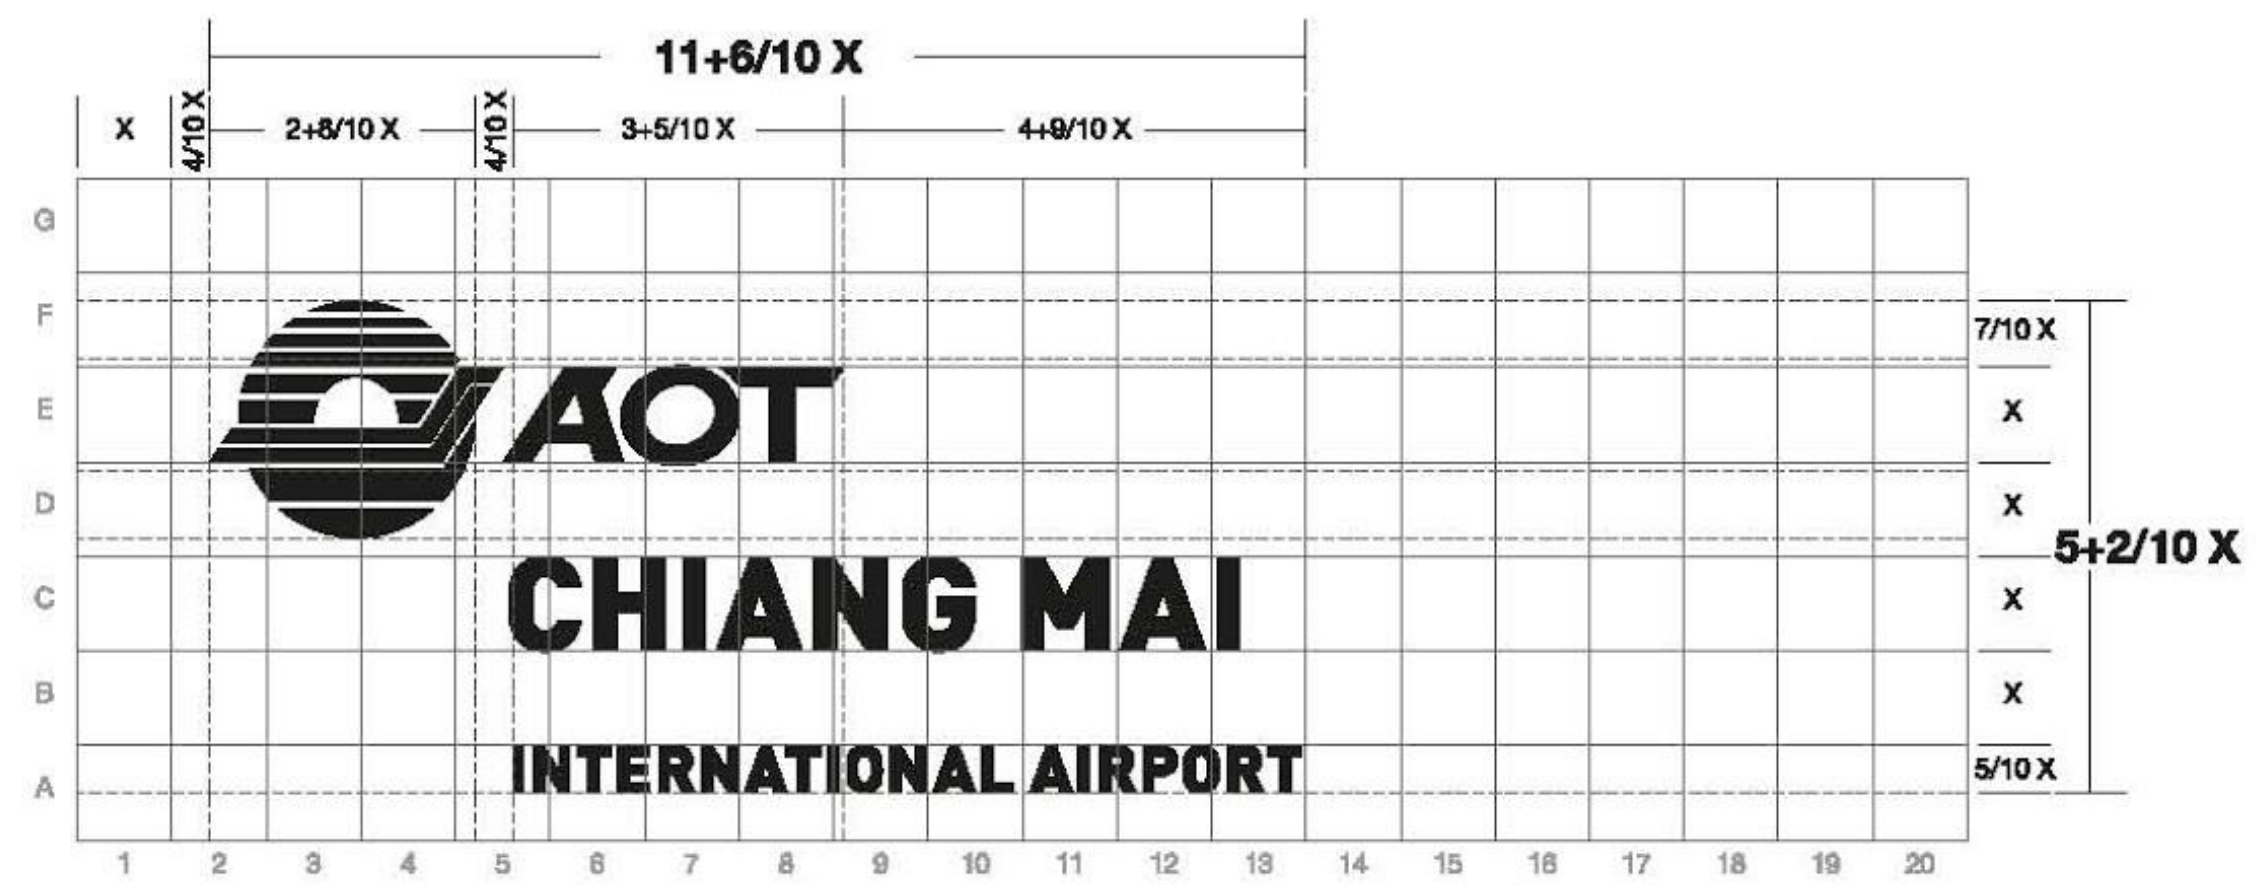 11+6/10 X
X 4/10 X 2+8/10 X 4/10 X 3+5/10 X 4+9/10 X
G
F 7/10 X
E AOT X
D X
5+2/10 X
C CHIANG MAI X
B X
A INTERNATIONAL AIRPORT 5/10 X
1 2 3 4 5 6 7 8 9 10 11 12 13 14 15 16 17 18 19 20